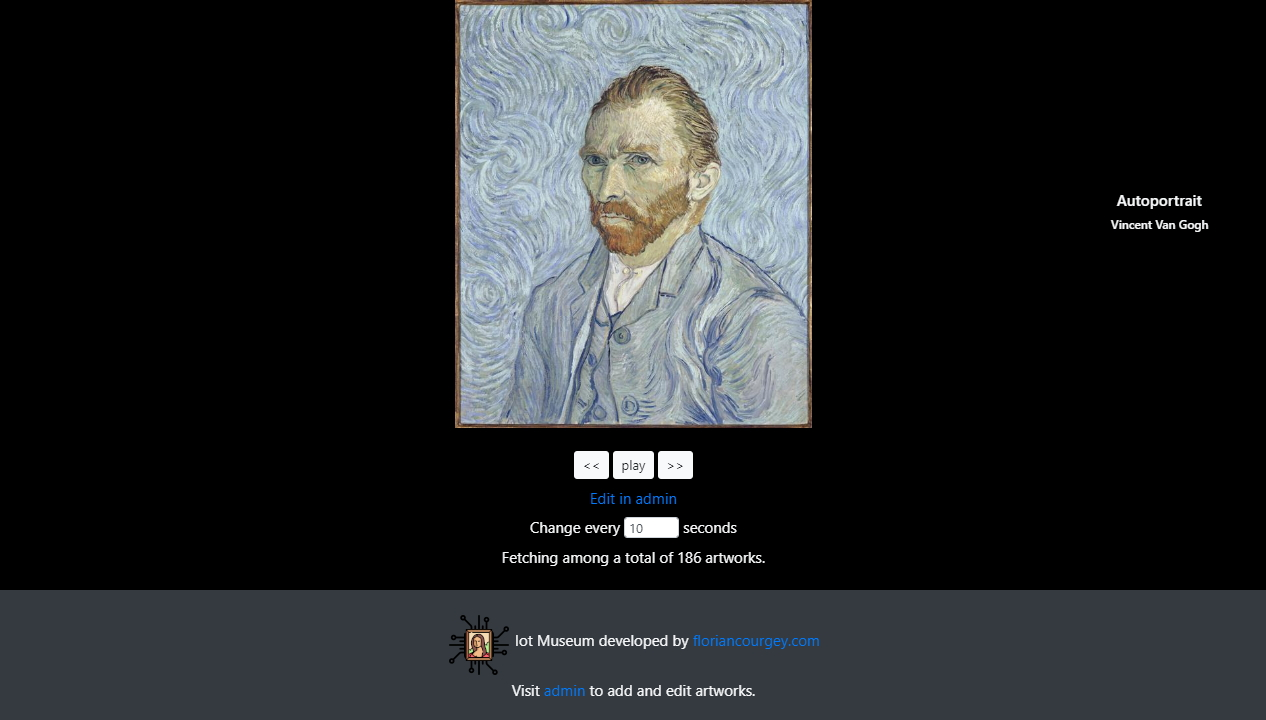 Autoportrait
Vincent Van Gogh
<< play >>
Edit in admin
Change every 10 seconds
Fetching among a total of 186 artworks.
Iot Museum developed by floriancourgey.com
Visit admin to add and edit artworks.